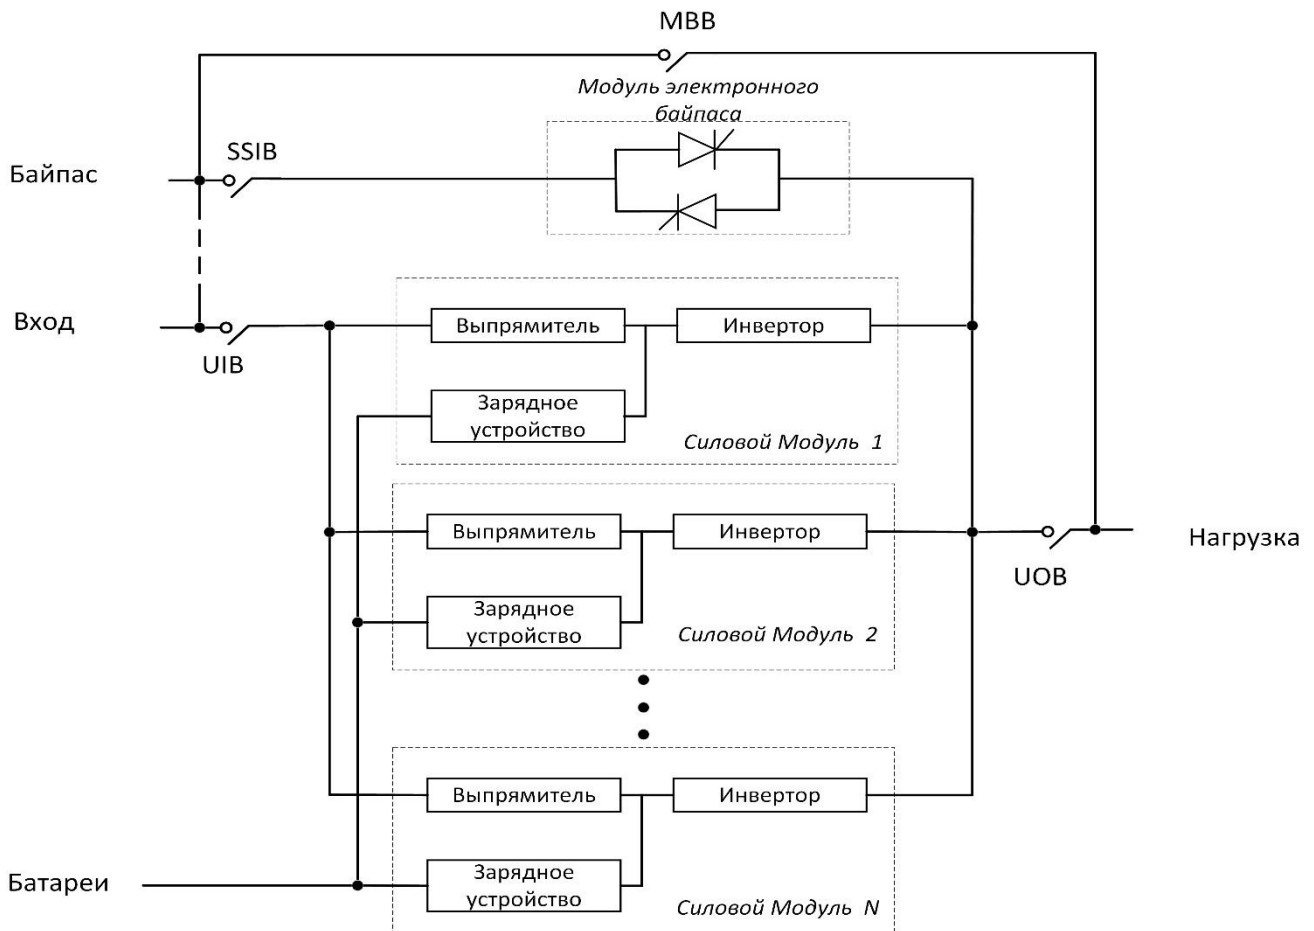 MBB
Модуль электронного
байпаса
SSIB
Байпас
Вход
UIB
Выпрямитель
Инвертор
Зарядное
устройство
Силовой Модуль 1
Выпрямитель
Инвертор
Нагрузка
UOB
Зарядное
устройство
Силовой Модуль 2
Выпрямитель
Инвертор
Батареи
Зарядное
устройство
Силовой Модуль N